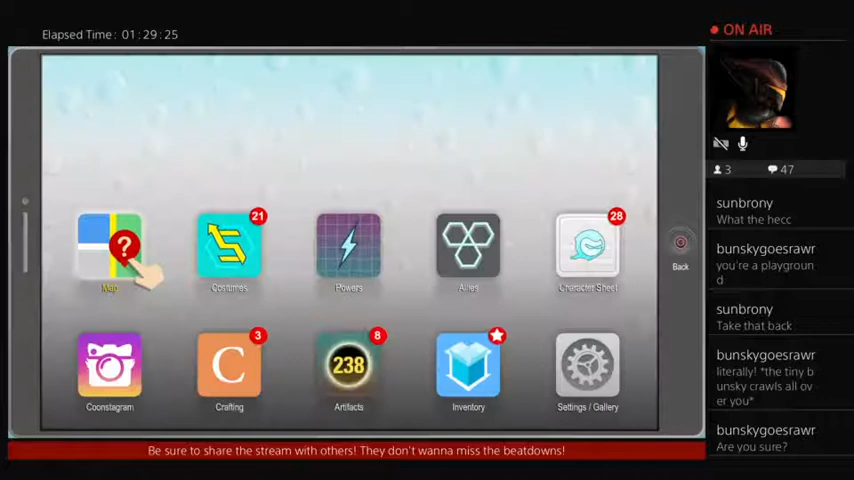 Elapsed Time: 01:29:25
ON AIR
3
47
?
21
28
Map
Costumes
Powers
Allies
Character Sheet
Back
3
8
C
238
Coonstagram
Crafting
Artifacts
Inventory
Settings / Gallery
Be sure to share the stream with others! They don't wanna miss the beatdowns!
sunbrony
What the hecc
bunskygoesrawr
you're a playgroun
d
sunbrony
Take that back
bunskygoesrawr
literally! *the tiny b
unsky crawls all ov
er you*
bunskygoesrawr
Are you sure?